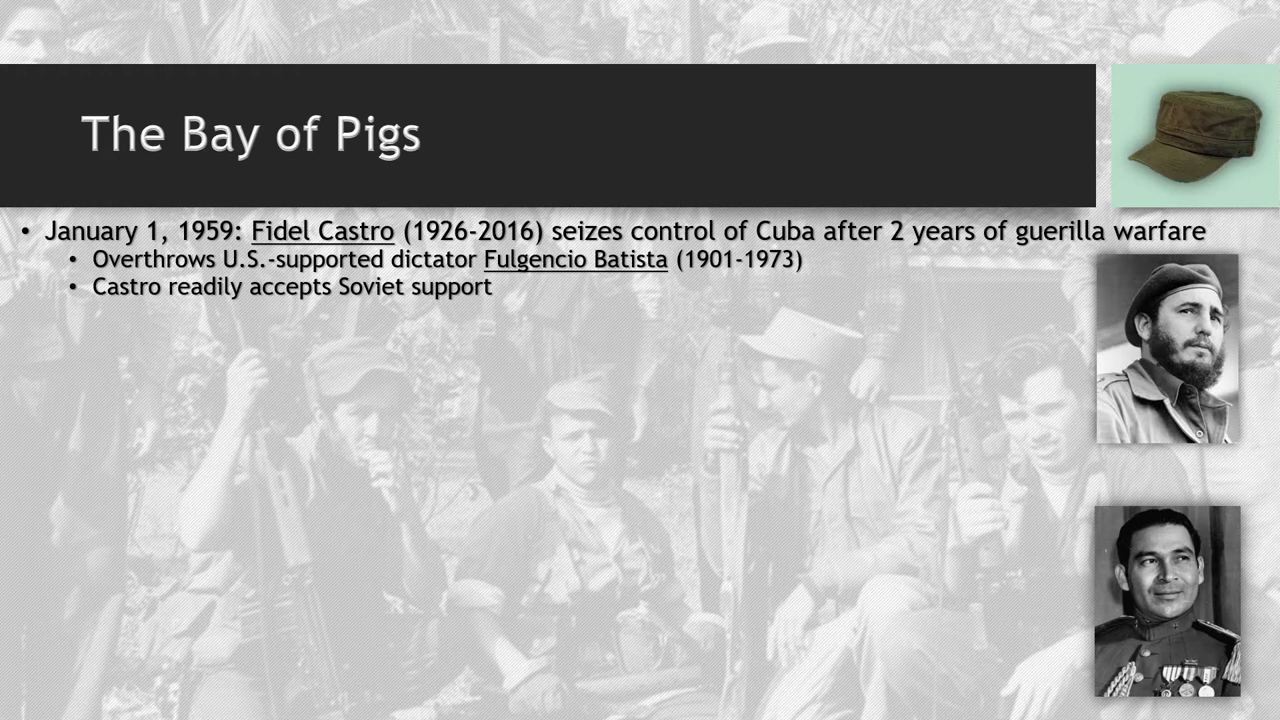 The Bay of Pigs
• January 1, 1959: Fidel Castro (1926-2016) seizes control of Cuba after 2 years of guerilla warfare
• Overthrows U.S.-supported dictator Fulgencio Batista (1901-1973)
• Castro readily accepts Soviet support